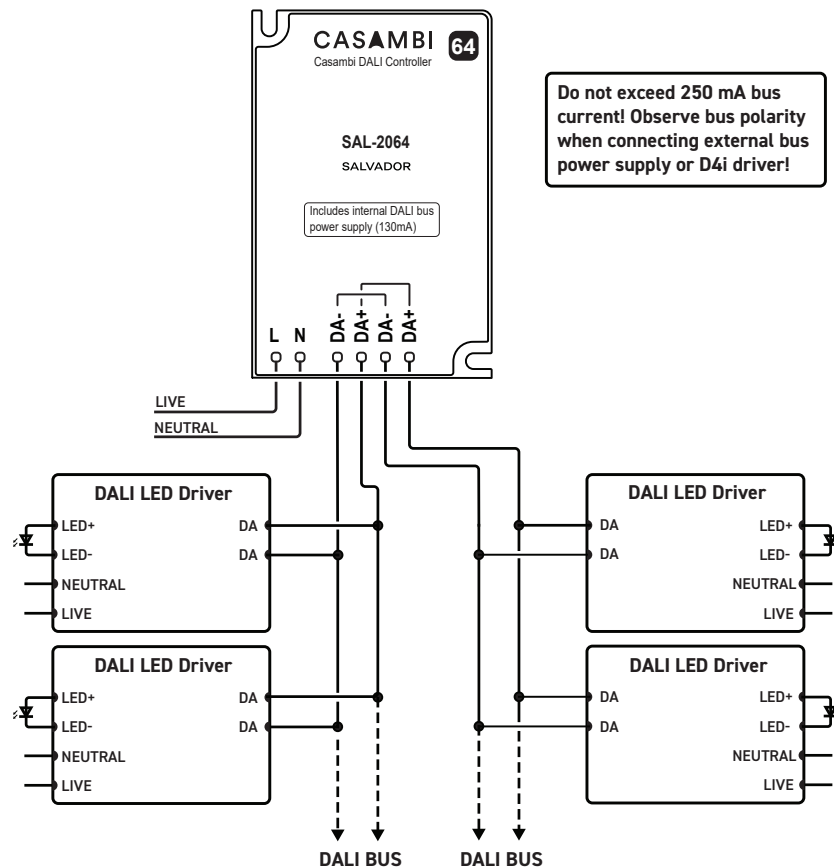 CASAMBI 64
Casambi DALI Controller
Do not exceed 250 mA bus
current! Observe bus polarity
when connecting external bus
power supply or D4i driver!
SAL-2064
SALVADOR
Includes internal DALI bus
power supply (130mA)
L N DA- DA+ DA- DA+
LIVE
NEUTRAL
DALI LED Driver
LED+ DA
LED- DA
NEUTRAL
LIVE
DALI LED Driver
DA LED+
DA LED-
NEUTRAL
LIVE
DALI LED Driver
LED+ DA
LED- DA
NEUTRAL
LIVE
DALI LED Driver
DA LED+
DA LED-
NEUTRAL
LIVE
DALI BUS DALI BUS